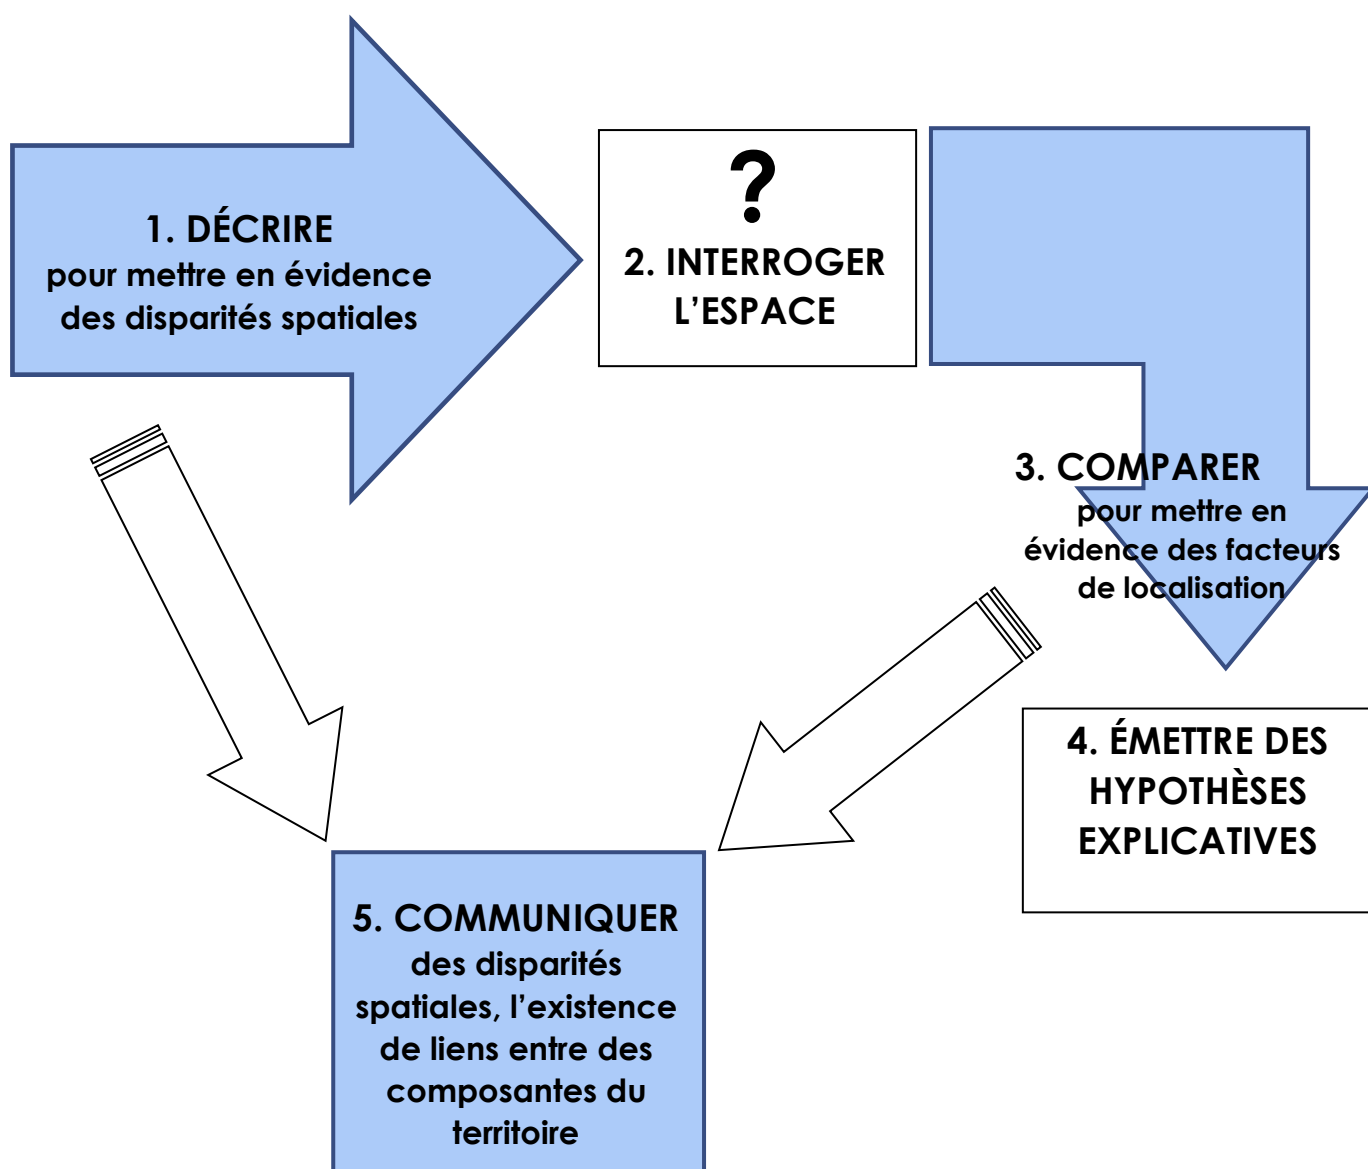 1. DÉCRIRE
pour mettre en évidence
des disparités spatiales
?
2. INTERROGER
L’ESPACE
3. COMPARER
pour mettre en
évidence des facteurs
de localisation
4. ÉMETTRE DES
HYPOTHÈSES
EXPLICATIVES
5. COMMUNIQUER
des disparités
spatiales, l’existence
de liens entre des
composantes du
territoire